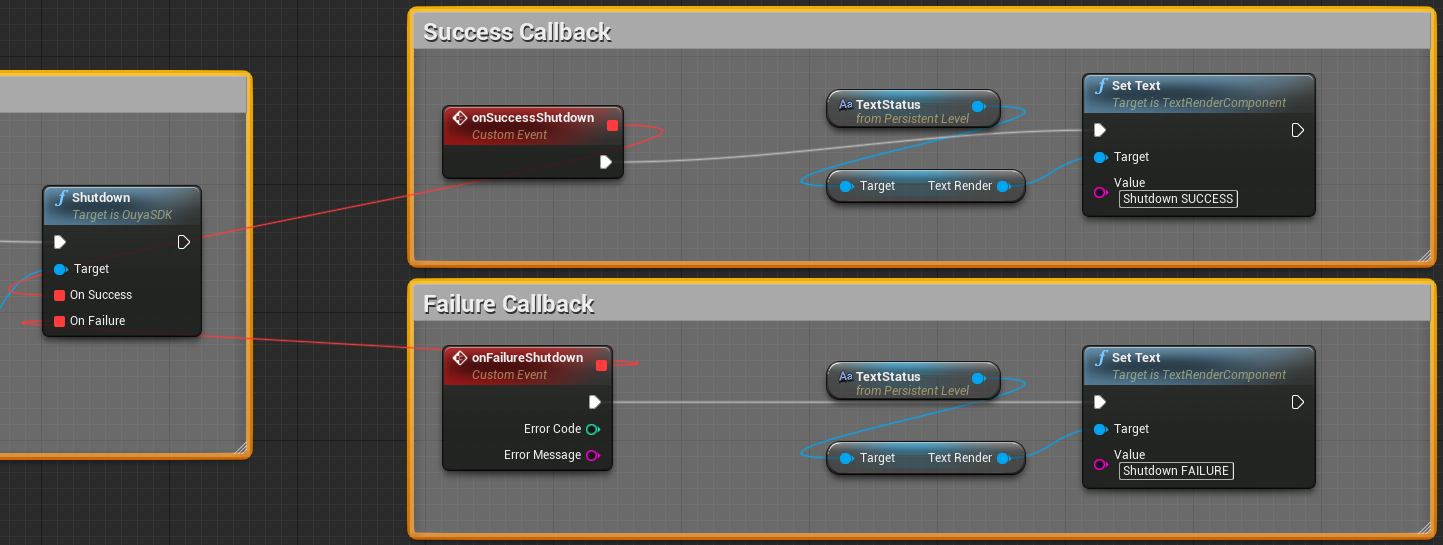 Shutdown
Target is OuyaSDK
Target
On Success
On Failure
Success Callback
onSuccessShutdown
Custom Event
TextStatus
from Persistent Level
Target Text Render
Set Text
Target is TextRenderComponent
Target
Value
Shutdown SUCCESS
Failure Callback
onFailureShutdown
Custom Event
Error Code
Error Message
TextStatus
from Persistent Level
Target Text Render
Set Text
Target is TextRenderComponent
Target
Value
Shutdown FAILURE